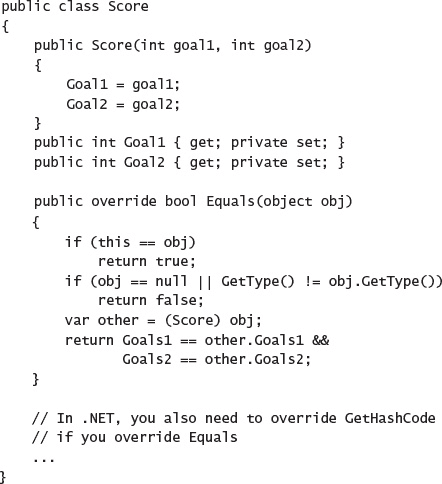 public class Score
{
    public Score(int goal1, int goal2)
    {
        Goal1 = goal1;
        Goal2 = goal2;
    }
    public int Goal1 { get; private set; }
    public int Goal2 { get; private set; }

    public override bool Equals(object obj)
    {
        if (this == obj)
            return true;
        if (obj == null || GetType() != obj.GetType())
            return false;
        var other = (Score) obj;
        return Goals1 == other.Goals1 &&
               Goals2 == other.Goals2;
    }

    // In .NET, you also need to override GetHashCode
    // if you override Equals
    ...
}